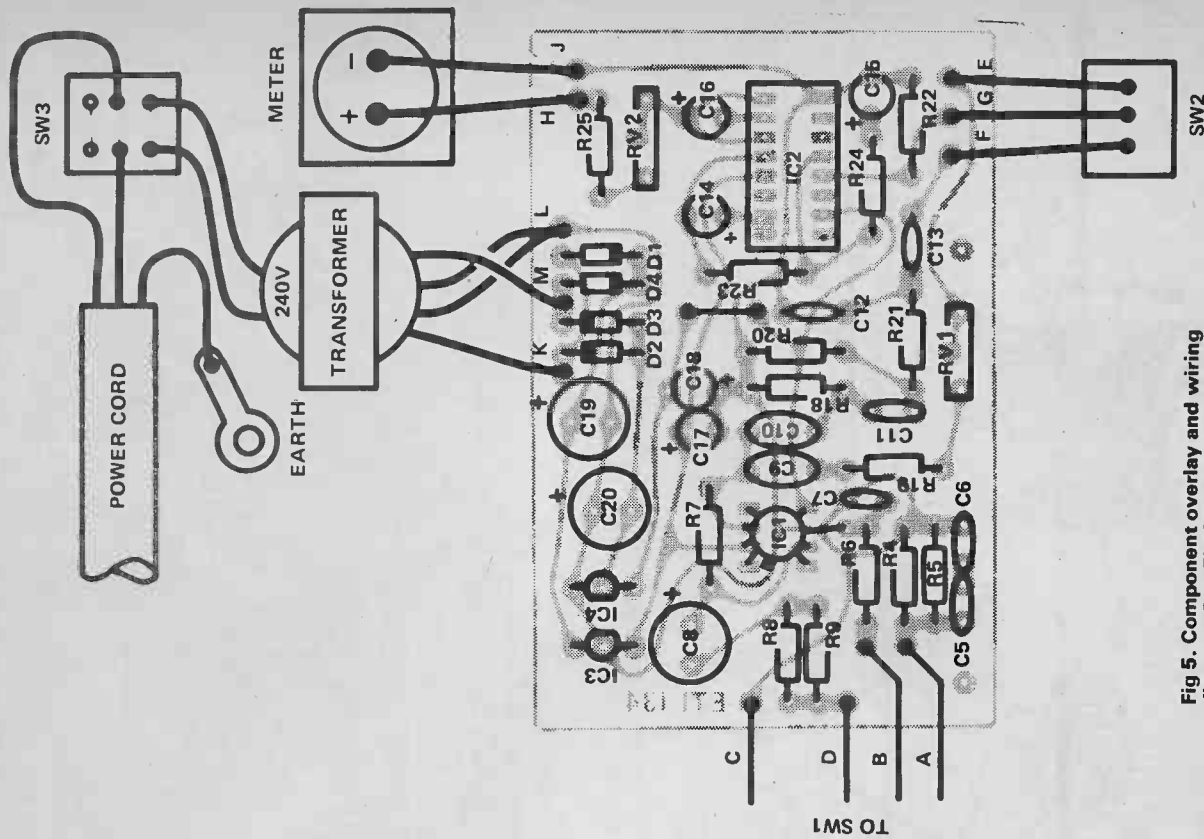 SW3
METER
+
-
POWER CORD
EARTH
240V
TRANSFORMER
H
J
K
M
L
+
C19
+
C20
D2
D3
D4
D1
R25
RV2
+
C16
C14
+
IC2
C15
+
R22
R24
R23
C18
+
C17
+
R7
IC4
IC3
+
C8
C10
C9
R18
R20
C12
C13
R21
RV1
C11
R19
C7
IC1
R8
R9
R6
R4
R5
C6
C5
ETI 134
C
D
B
A
TO SW1
E
G
F
SW2
Fig 5. Component overlay and wiring